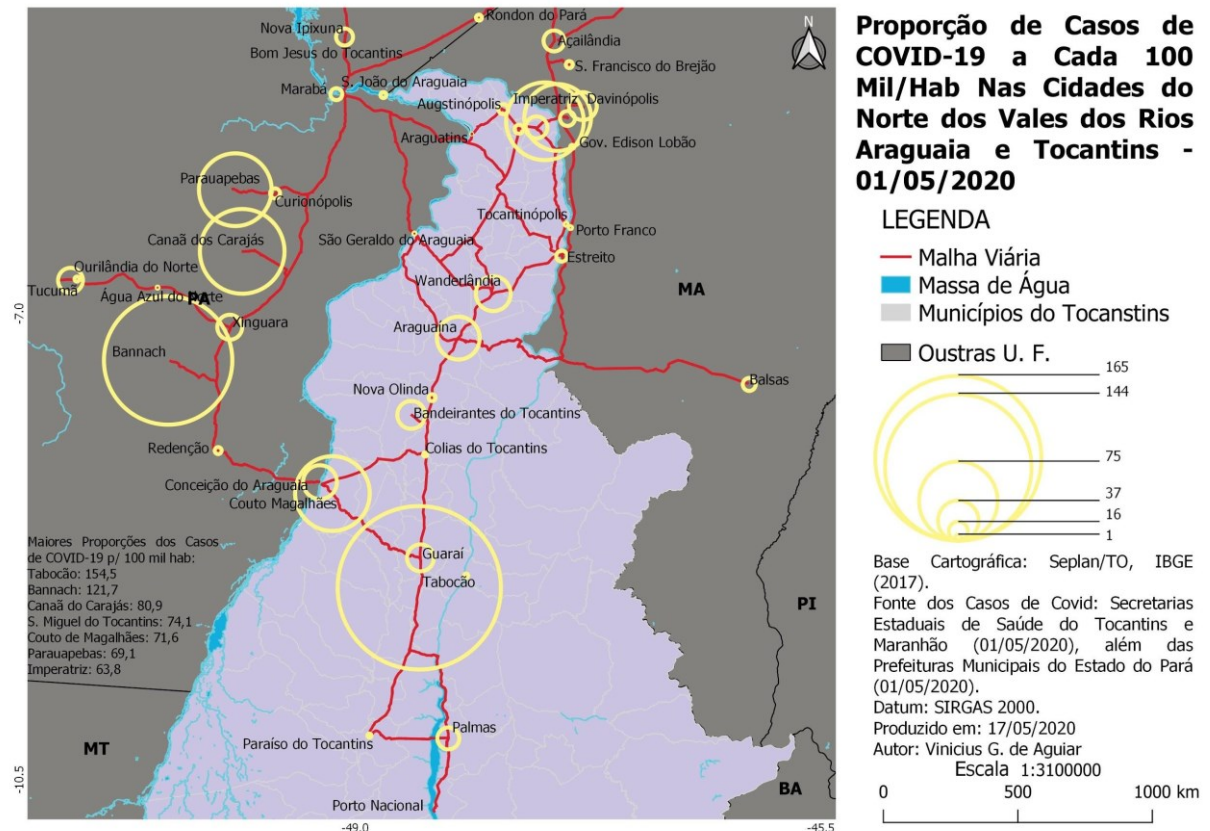 Nova Ipixuna
Rondon do Pará
Bom Jesus do Tocantins
Açailândia
S. Francisco do Brejão
N
S. João do Araguaia
Marabá
Augstinópolis
Imperatriz
Davinópolis
Araguatins
Gov. Edison Lobão
Parauapebas
Curionópolis
Tocantinópolis
Canaã dos Carajás
São Geraldo do Araguaia
Porto Franco
Estreito
Ourilândia do Norte
Wanderlândia
Tucumã
Água Azul do Norte
PA
MA
Xinguara
Araguaína
Bannach
Nova Olinda
Balsas
Bandeirantes do Tocantins
Redenção
Colias do Tocantins
Conceição do Araguaia
Couto Magalhães
Guaraí
Tabocão
PI
Maiores Proporções dos Casos
de COVID-19 p/ 100 mil hab:
Tabocão: 154,5
Bannach: 121,7
Canaã do Carajás: 80,9
S. Miguel do Tocantins: 74,1
Couto de Magalhães: 71,6
Parauapebas: 69,1
Imperatriz: 63,8
Palmas
Paraíso do Tocantins
MT
BA
Porto Nacional
-7.0
-10.5
-49.0
-45.5
Proporção de Casos de
COVID-19 a Cada 100
Mil/Hab Nas Cidades do
Norte dos Vales dos Rios
Araguaia e Tocantins -
01/05/2020
LEGENDA
Malha Viária
Massa de Água
Municípios do Tocanstins
Oustras U. F.
165
144
75
37
16
1
Base Cartográfica: Seplan/TO, IBGE
(2017).
Fonte dos Casos de Covid: Secretarias
Estaduais de Saúde do Tocantins e
Maranhão (01/05/2020), além das
Prefeituras Municipais do Estado do Pará
(01/05/2020).
Datum: SIRGAS 2000.
Produzido em: 17/05/2020
Autor: Vinicius G. de Aguiar
Escala 1:3100000
0 500 1000 km